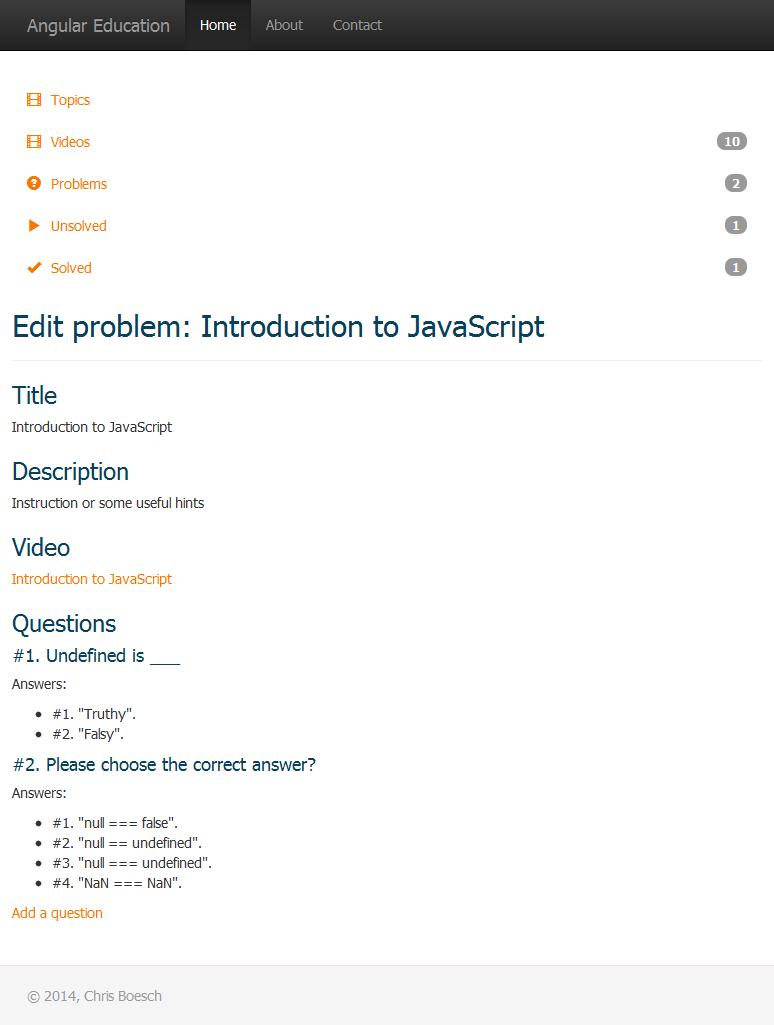 Angular Education Home About Contact
Topics
Videos 10
Problems 2
Unsolved 1
Solved 1
Edit problem: Introduction to JavaScript
Title
Introduction to JavaScript
Description
Instruction or some useful hints
Video
Introduction to JavaScript
Questions
#1. Undefined is ___
Answers:
#1. "Truthy".
#2. "Falsy".
#2. Please choose the correct answer?
Answers:
#1. "null === false".
#2. "null == undefined".
#3. "null === undefined".
#4. "NaN === NaN".
Add a question
© 2014, Chris Boesch